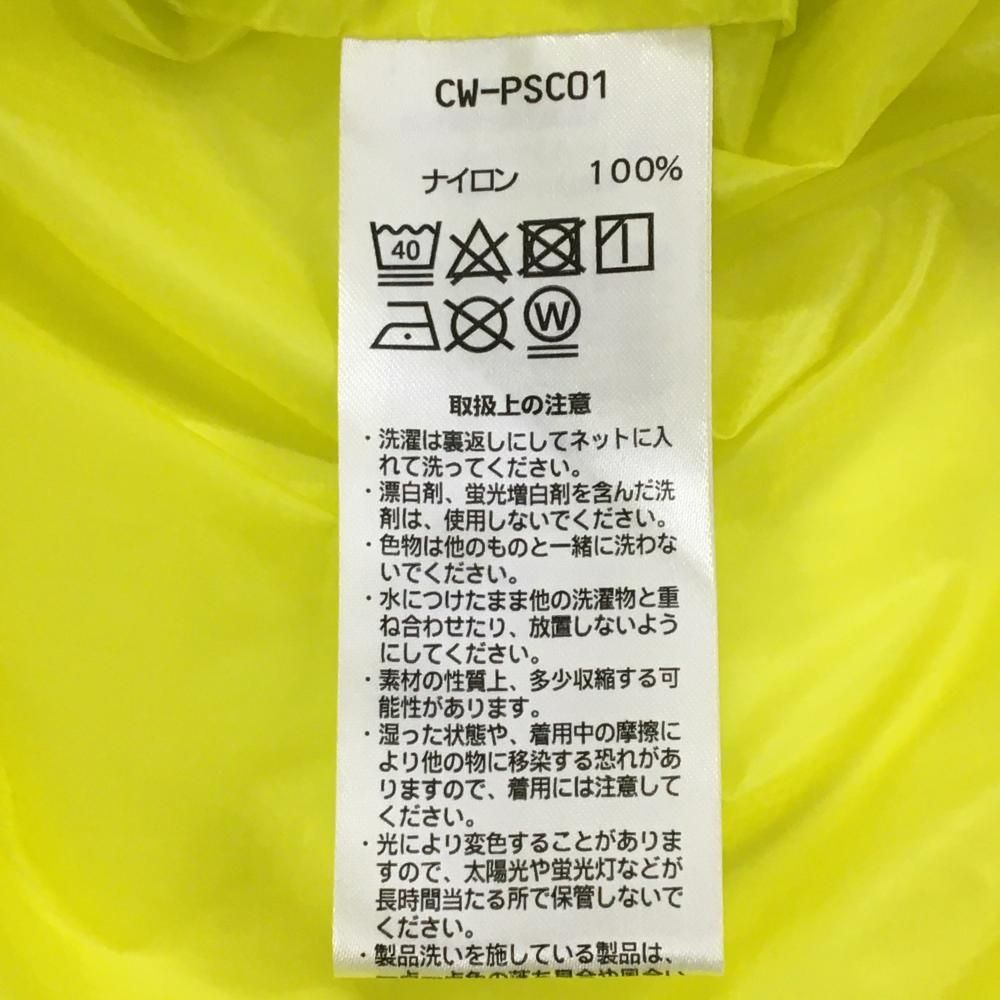 CW-PSC01
ナイロン 100%
40
W
取扱上の注意
・洗濯は裏返しにしてネットに入
れて洗ってください。
・漂白剤、蛍光増白剤を含んだ洗
剤は、使用しないでください。
・色物は他のものと一緒に洗わな
いでください。
・水につけたまま他の洗濯物と重
ね合わせたり、放置しないよう
にしてください。
・素材の性質上、多少収縮する可
能性があります。
・湿った状態や、着用中の摩擦に
より他の物に移染する恐れがあ
りますので、着用には注意して
ください。
・光により変色することがありま
すので、太陽光や蛍光灯などが
長時間当たる所で保管しないで
ください。
・製品洗いを施している製品は、